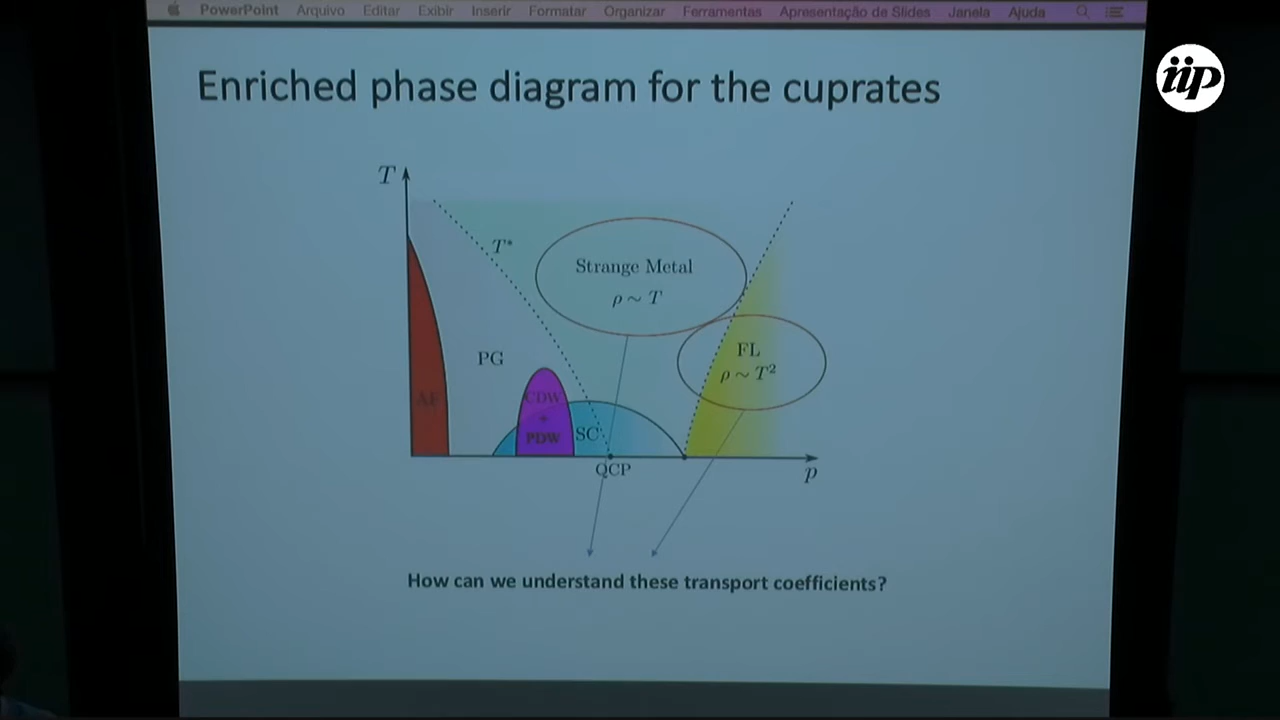 PowerPoint Arquivo Editar Exibir Inserir Formatar Organizar Ferramentas Apresentação de Slides Janela Ajuda
iip
Enriched phase diagram for the cuprates
T
T*
Strange Metal
ρ ~ T
PG
FL
ρ ~ T²
AF
CDW
+
PDW
SC
QCP
p
How can we understand these transport coefficients?